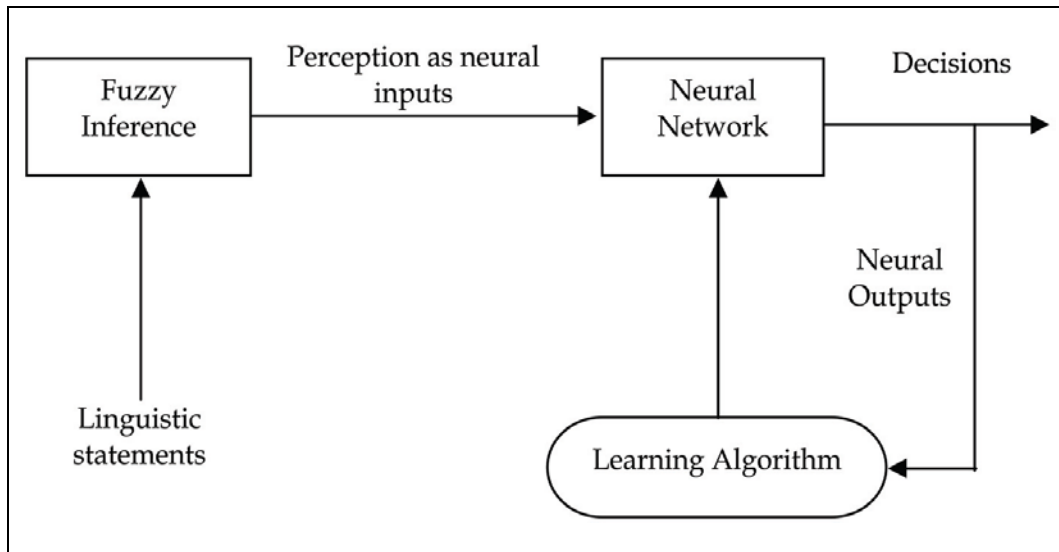 Fuzzy
Inference
Perception as neural
inputs
Neural
Network
Decisions
Neural
Outputs
Linguistic
statements
Learning Algorithm